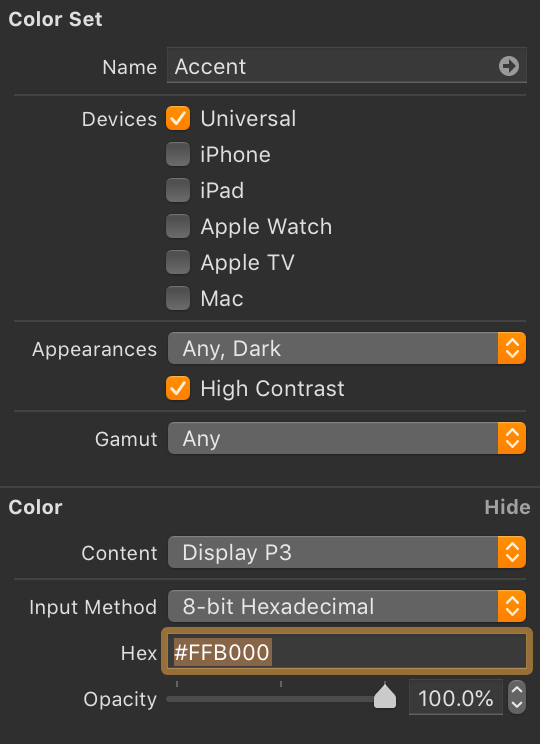 Color Set
Name Accent
Devices Universal
iPhone
iPad
Apple Watch
Apple TV
Mac
Appearances Any, Dark
High Contrast
Gamut Any
Color Hide
Content Display P3
Input Method 8-bit Hexadecimal
Hex #FFB000
Opacity 100.0%